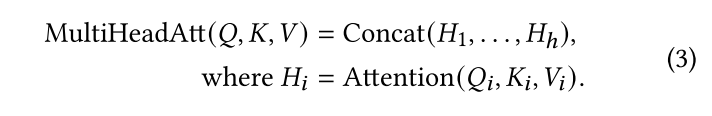 MultiHeadAtt(Q, K, V) = Concat(H₁, . . . , Hₕ),
where Hᵢ = Attention(Qᵢ, Kᵢ, Vᵢ).
(3)